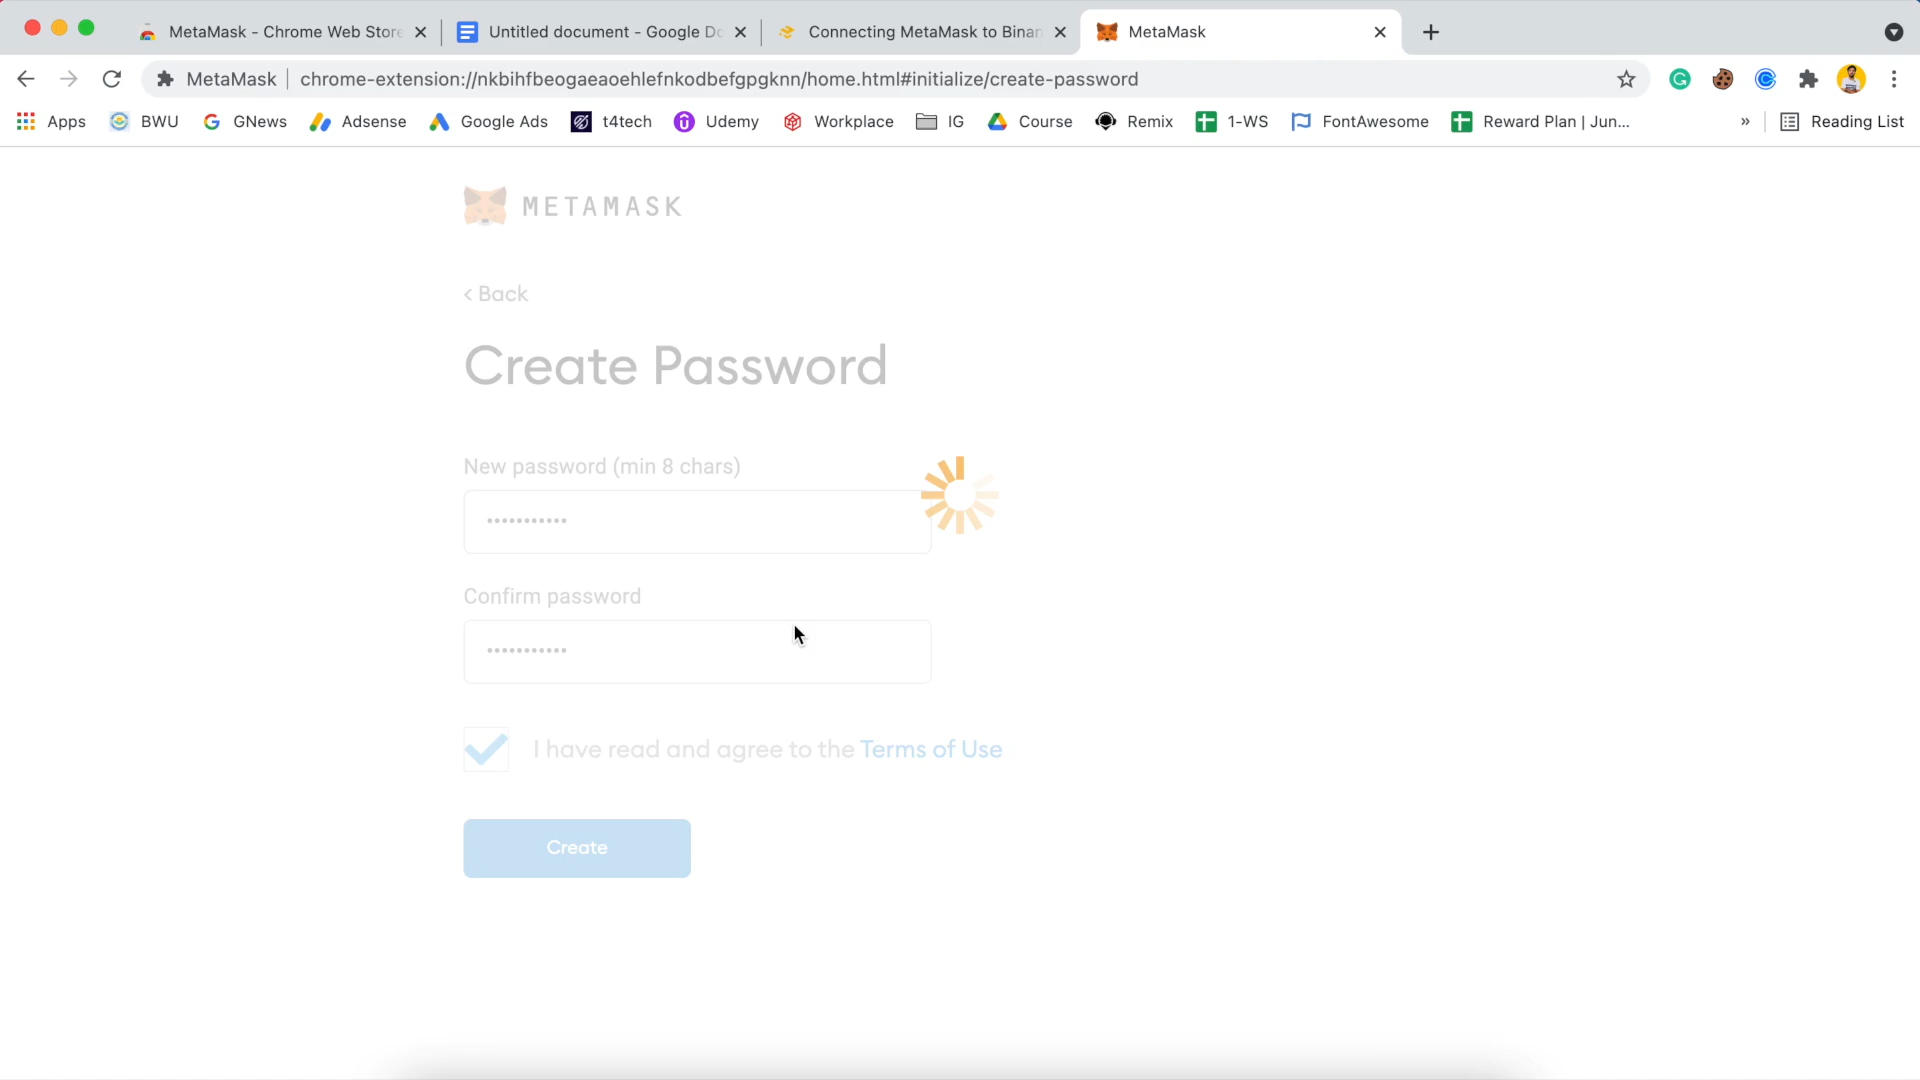 MetaMask - Chrome Web Store
Untitled document - Google Do
Connecting MetaMask to Binan
MetaMask
MetaMask | chrome-extension://nkbihfbeogaeaoehlefnkodbefgpgknn/home.html#initialize/create-password
Apps BWU GNews Adsense Google Ads t4tech Udemy Workplace IG Course Remix 1-WS FontAwesome Reward Plan | Jun... » Reading List
METAMASK
< Back
Create Password
New password (min 8 chars)
•••••••••••
Confirm password
•••••••••••
I have read and agree to the Terms of Use
Create